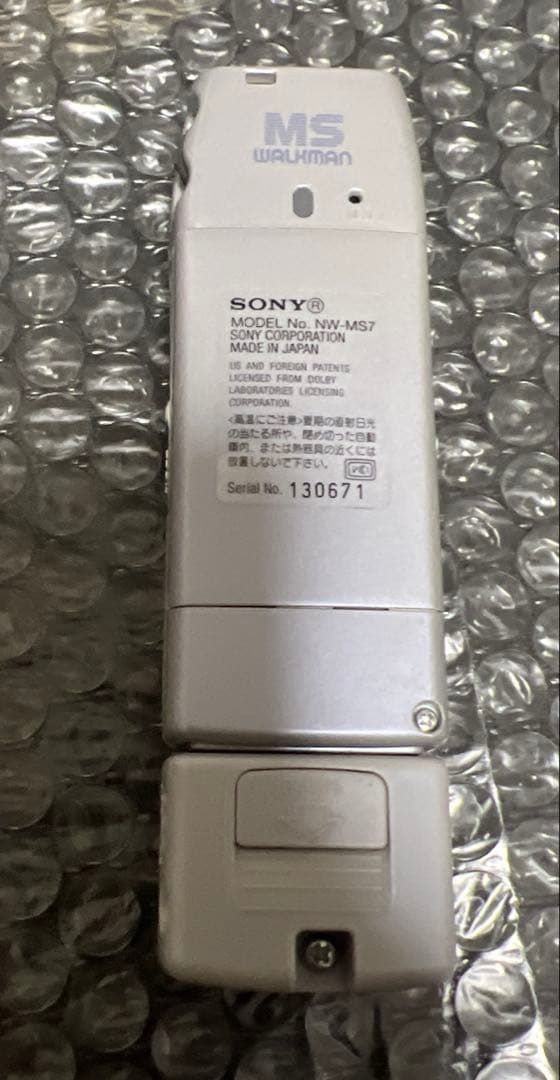 MS
WALKMAN
SONY®
MODEL No. NW-MS7
SONY CORPORATION
MADE IN JAPAN
US AND FOREIGN PATENTS
LICENSED FROM DOLBY
LABORATORIES LICENSING
CORPORATION.
<高温にご注意>夏期の直射日光
の当たる所や、閉め切った自動
車内、または熱器具の近くには
放置しないで下さい。
Serial No. 130671